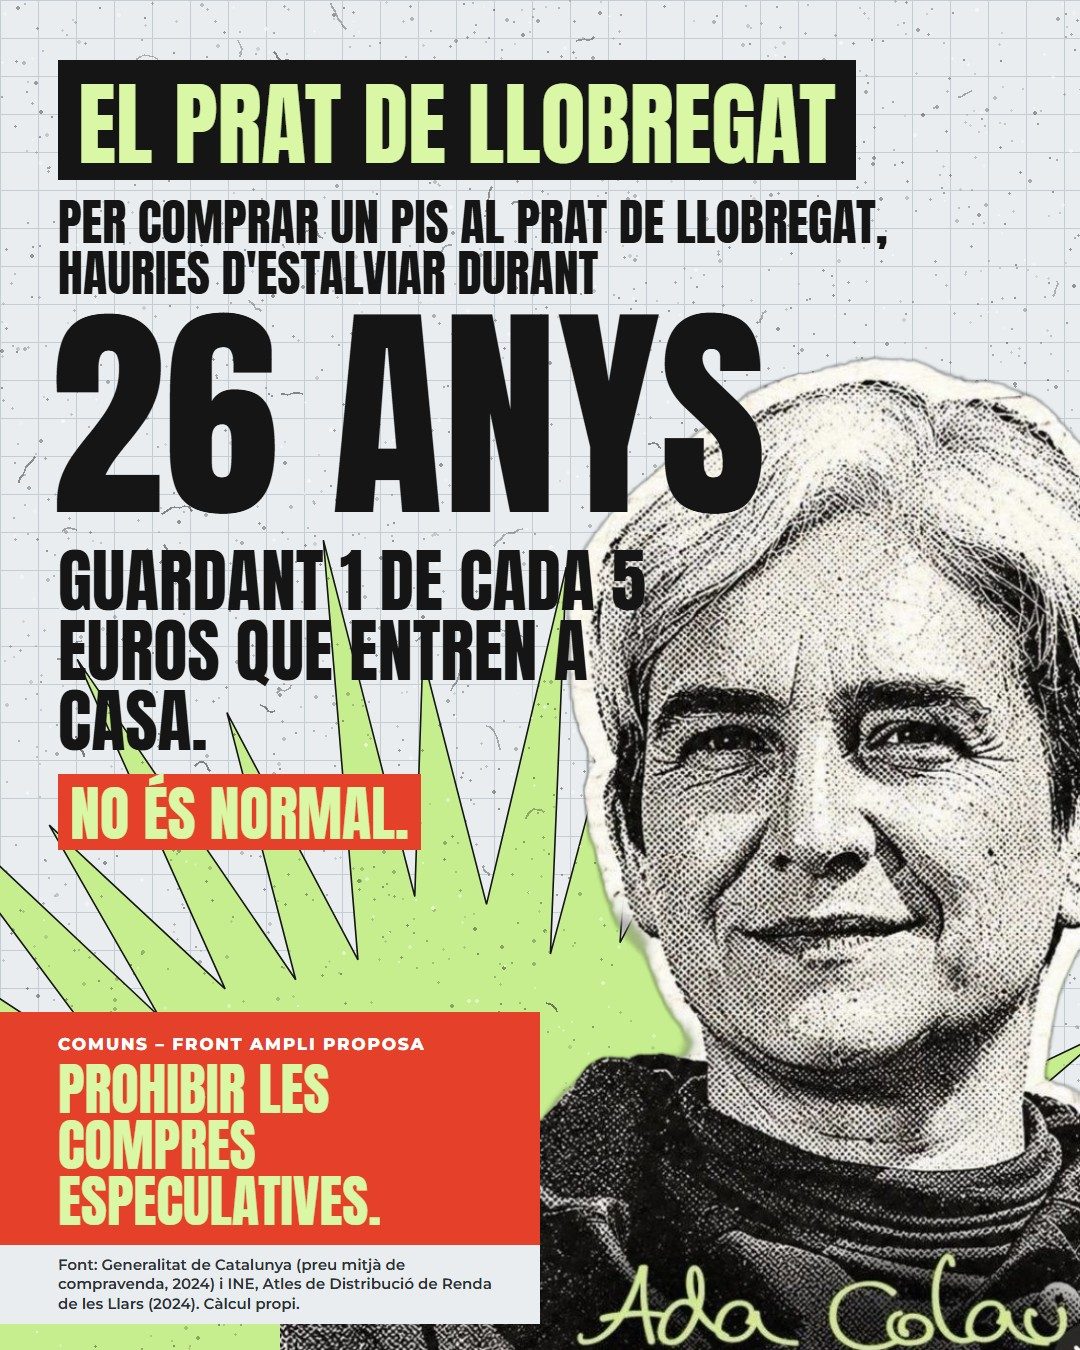 EL PRAT DE LLOBREGAT
PER COMPRAR UN PIS AL PRAT DE LLOBREGAT,
HAURIES D'ESTALVIAR DURANT
26 ANYS
GUARDANT 1 DE CADA 5
EUROS QUE ENTREN A
CASA.
NO ÉS NORMAL.
COMUNS – FRONT AMPLI PROPOSA
PROHIBIR LES
COMPRES
ESPECULATIVES.
Font: Generalitat de Catalunya (preu mitjà de
compravenda, 2024) i INE, Atles de Distribució de Renda
de les Llars (2024). Càlcul propi.
Ada Colau